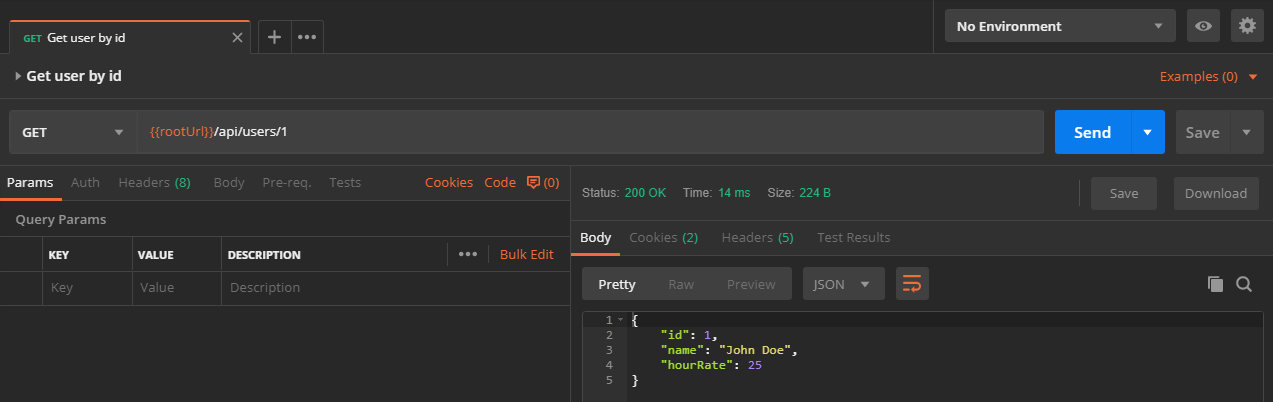 GET Get user by id
No Environment
Get user by id
Examples (0)
GET {{rootUrl}}/api/users/1
Send
Save
Params Auth Headers (8) Body Pre-req. Tests Cookies Code (0)
Query Params
KEY VALUE DESCRIPTION ••• Bulk Edit
Key Value Description
Status: 200 OK Time: 14 ms Size: 224 B Save Download
Body Cookies (2) Headers (5) Test Results
Pretty Raw Preview JSON
1 {
2 "id": 1,
3 "name": "John Doe",
4 "hourRate": 25
5 }